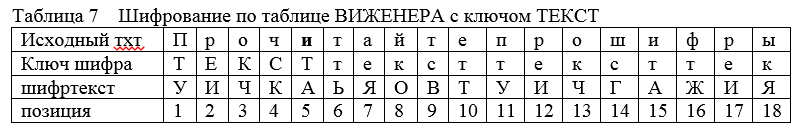 Таблица 7 Шифрование по таблице ВИЖЕНЕРА с ключом ТЕКСТ
Исходный тхт П р о ч и т а й т е п р о ш и ф р ы
Ключ шифра Т Е К С Т т е к с т т е к с т т е к
шифртекст У И Ч К А Ь Я О В Т У И Ч Г А Ж И Я
позиция 1 2 3 4 5 6 7 8 9 10 11 12 13 14 15 16 17 18